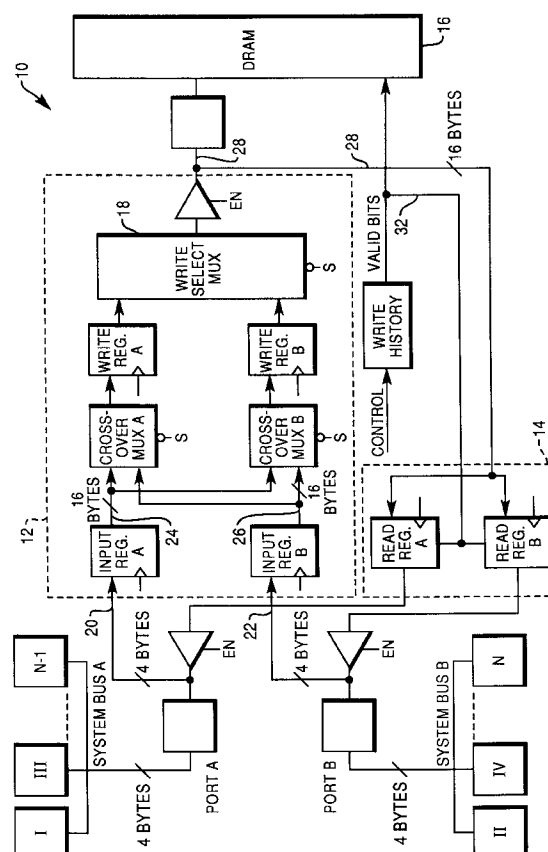 10
DRAM
16
28
28
16 BYTES
12
18
EN
WRITE
SELECT
MUX
S
WRITE
REG.
A
WRITE
REG.
B
CROSS-
OVER
MUX A
S
CROSS-
OVER
MUX B
S
16
BYTES
24
16
BYTES
26
INPUT
REG.
A
INPUT
REG.
B
20
22
4 BYTES
4 BYTES
VALID BITS
32
WRITE
HISTORY
CONTROL
14
READ
REG.
A
READ
REG.
B
EN
EN
PORT A
PORT B
4 BYTES
4 BYTES
SYSTEM BUS A
SYSTEM BUS B
I
III
N-1
II
IV
N